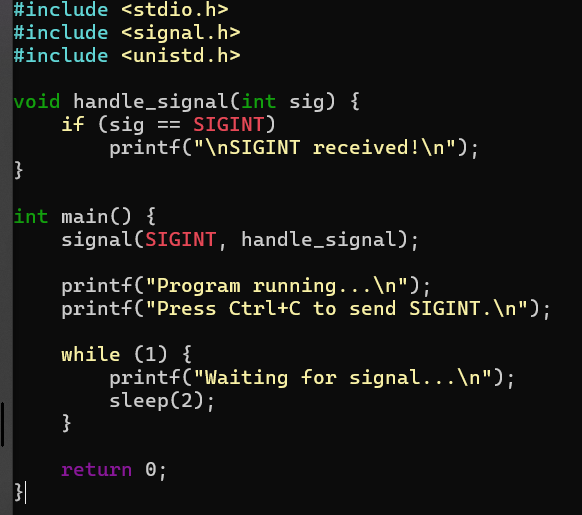 #include <stdio.h>
#include <signal.h>
#include <unistd.h>

void handle_signal(int sig) {
    if (sig == SIGINT)
        printf("\nSIGINT received!\n");
}

int main() {
    signal(SIGINT, handle_signal);

    printf("Program running...\n");
    printf("Press Ctrl+C to send SIGINT.\n");

    while (1) {
        printf("Waiting for signal...\n");
        sleep(2);
    }

    return 0;
}